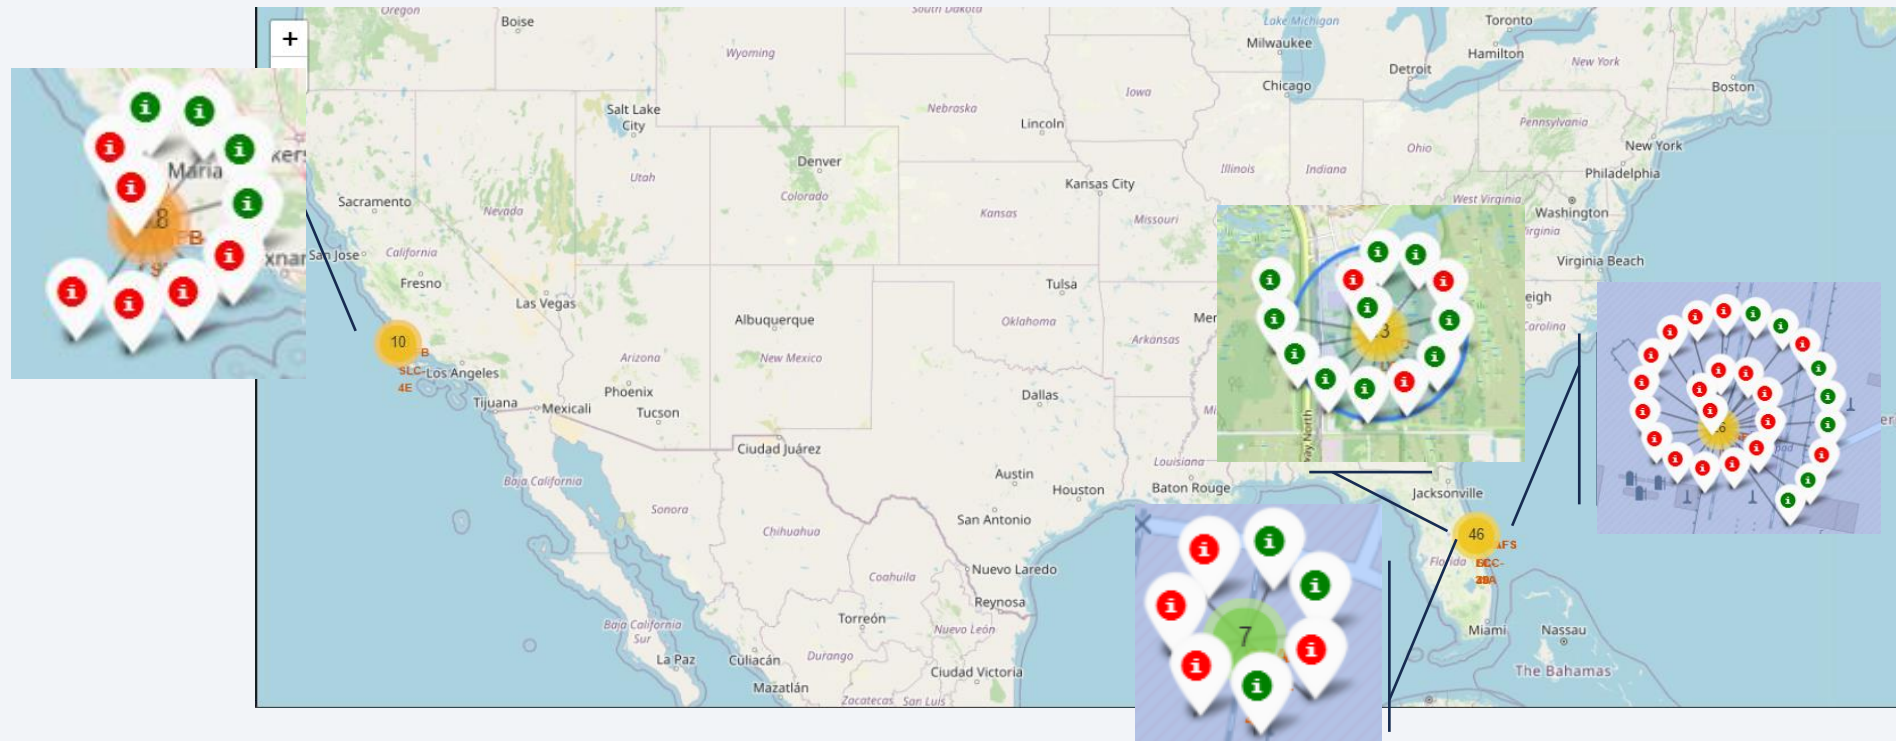 Oregon
Boise
South Dakota
Lake Michigan
Toronto
+
Wyoming
Milwaukee
Hamilton
New York
Detroit
Chicago
Boston
Iowa
Salt Lake
City
Nebraska
Lincoln
Pennsylvania
New York
Ohio
Denver
Illinois
Indiana
Philadelphia
Maria
Utah
Colorado
Kansas City
West Virginia
Sacramento
Nevada
Kansas
Missouri
Washington
California
San Jose
Fresno
Las Vegas
Tulsa
Virginia Beach
Albuquerque
Oklahoma
10
Arkansas
Arizona
New Mexico
Los Angeles
SLC-
4E
Phoenix
Tucson
Dallas
Tijuana
Mexicali
Ciudad Juárez
Louisiana
Baja California
Austin
Houston
Baton Rouge
Jacksonville
Sonora
San Antonio
Chihuahua
46
Florida
Coahuila
Nuevo Laredo
Reynosa
Torreón
Baja California
Sur
Nuevo León
7
Miami
Nassau
La Paz
Culiacán
Durango
Ciudad Victoria
The Bahamas
Mazatlán
Zacatecas
San Luis